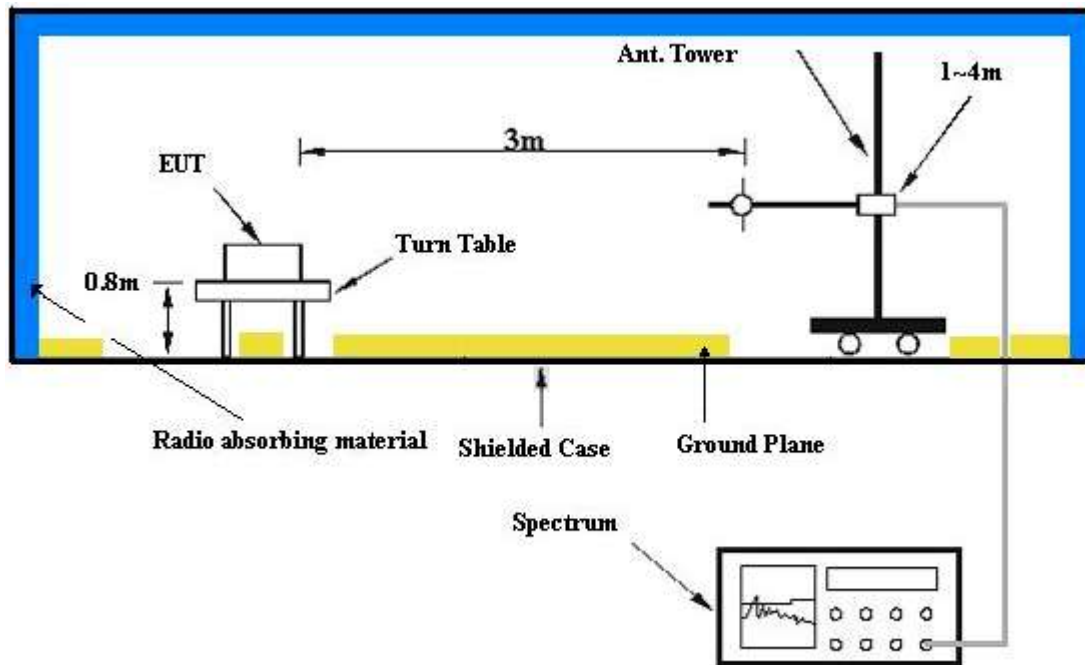 Ant. Tower
1~4m
3m
EUT
Turn Table
0.8m
Radio absorbing material
Shielded Case
Ground Plane
Spectrum